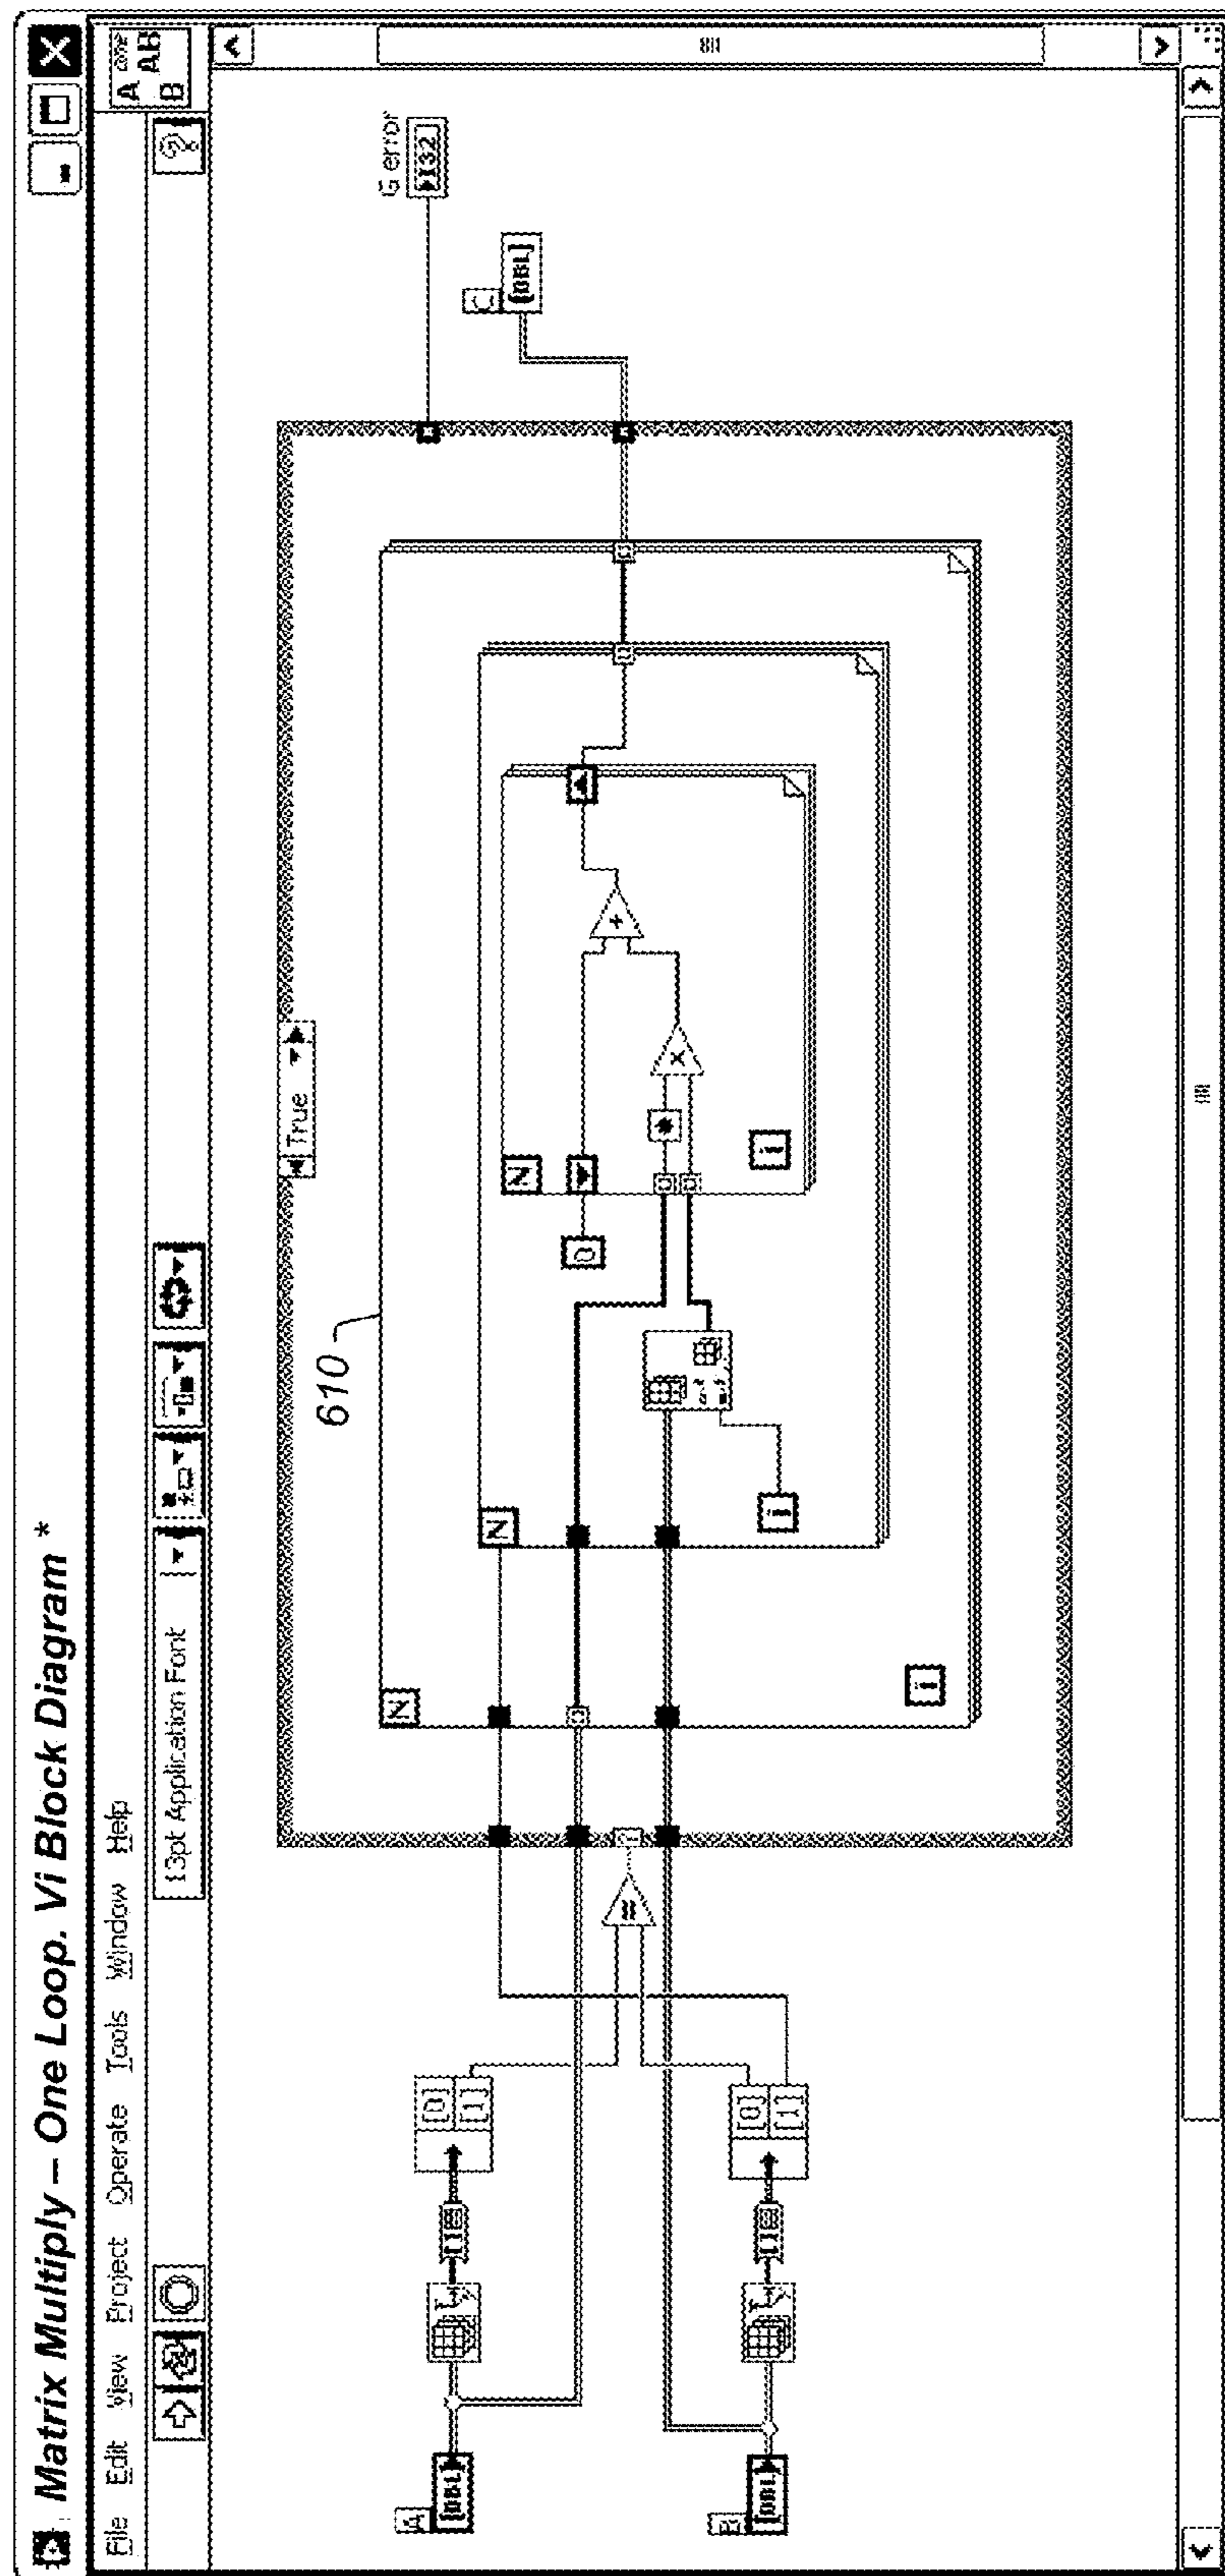 Matrix Multiply – One Loop. Vi Block Diagram *
File Edit View Project Operate Tools Window Help
13pt Application Font
610
True
A
[DBL]
[0]
[1]
B
[DBL]
[0]
[1]
=
N
i
N
i
0
N
i
×
+
G error
I32
C
[DBL]